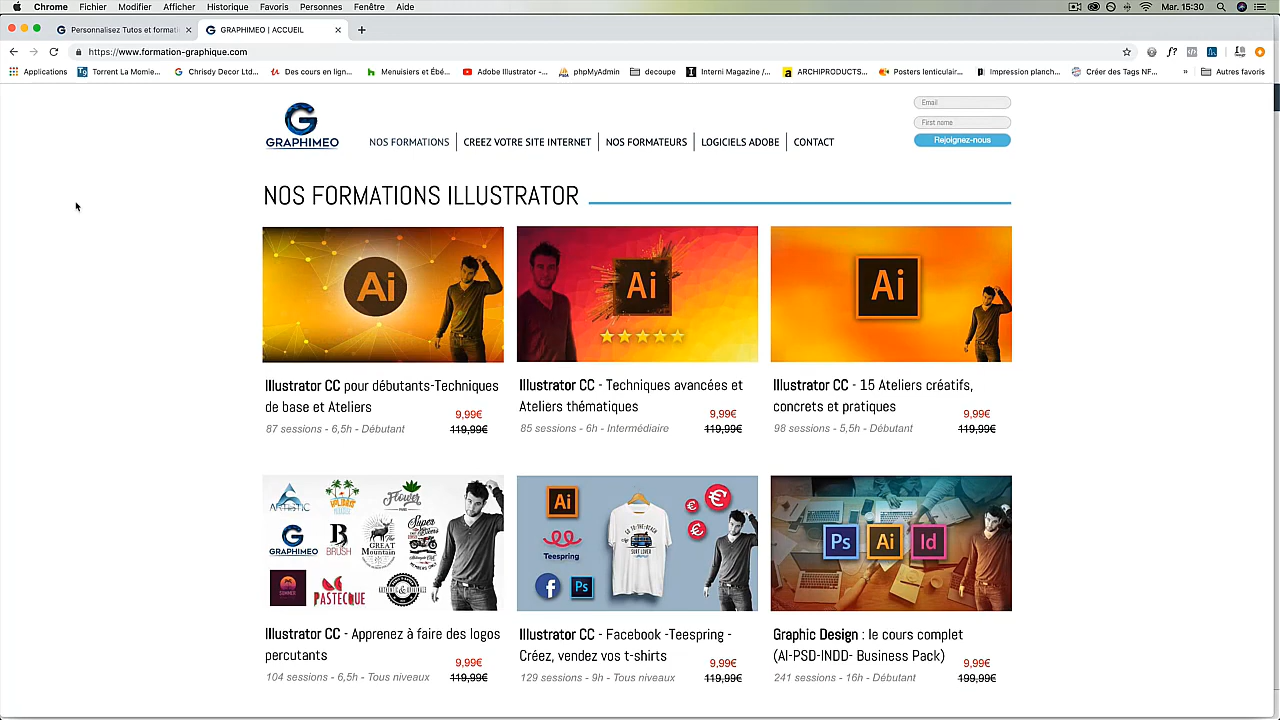 Chrome Fichier Modifier Afficher Historique Favoris Personnes Fenêtre Aide Mar. 15:30
Personnalisez Tutos et formati GRAPHIMEO | ACCUEIL
https://www.formation-graphique.com
Applications Torrent La Momie... Chrisdy Decor Ltd... Des cours en lign... Menuisiers et Ébé... Adobe Illustrator -... phpMyAdmin decoupe Interni Magazine /... ARCHIPRODUCTS... Posters lenticulair... Impression planch... Créer des Tags NF... » Autres favoris
Email
First nome
Rejoignez-nous
GRAPHIMEO
NOS FORMATIONS CREEZ VOTRE SITE INTERNET NOS FORMATEURS LOGICIELS ADOBE CONTACT
NOS FORMATIONS ILLUSTRATOR
Ai Ai Ai
Illustrator CC pour débutants-Techniques
de base et Ateliers
9,99€
87 sessions - 6,5h - Débutant 119,99€
Illustrator CC - Techniques avancées et
Ateliers thématiques
9,99€
85 sessions - 6h - Intermédiaire 119,99€
Illustrator CC - 15 Ateliers créatifs,
concrets et pratiques
9,99€
98 sessions - 5,5h - Débutant 119,99€
ARTISTIC
Flower
GRAPHIMEO
BRUSH
The GREAT
Mountain
Super
SUMMER
PASTECQUE
Ai
Teespring
Ps
Ps Ai Id
Illustrator CC - Apprenez à faire des logos
percutants
9,99€
104 sessions - 6,5h - Tous niveaux 119,99€
Illustrator CC - Facebook -Teespring -
Créez, vendez vos t-shirts
9,99€
129 sessions - 9h - Tous niveaux 119,99€
Graphic Design : le cours complet
(AI-PSD-INDD- Business Pack)
9,99€
241 sessions - 16h - Débutant 199,99€